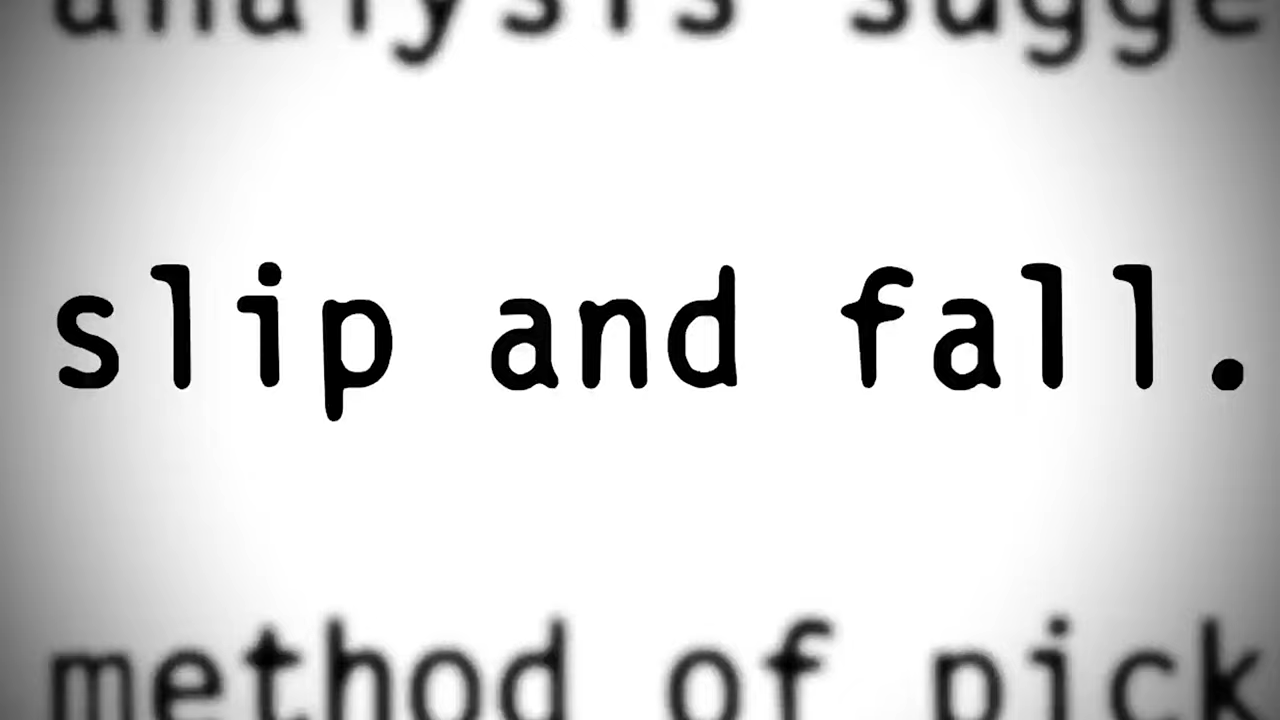 analysis sugge
slip and fall.
method of pick